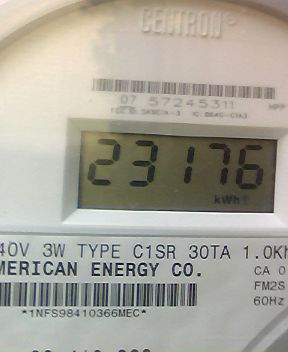 CENTRON
07 57245311
23176
kWh
40V 3W TYPE C1SR 30TA 1.0Kh
MERICAN ENERGY CO.
CA 0
FM2S
60Hz
*1NFS98410366MEC*